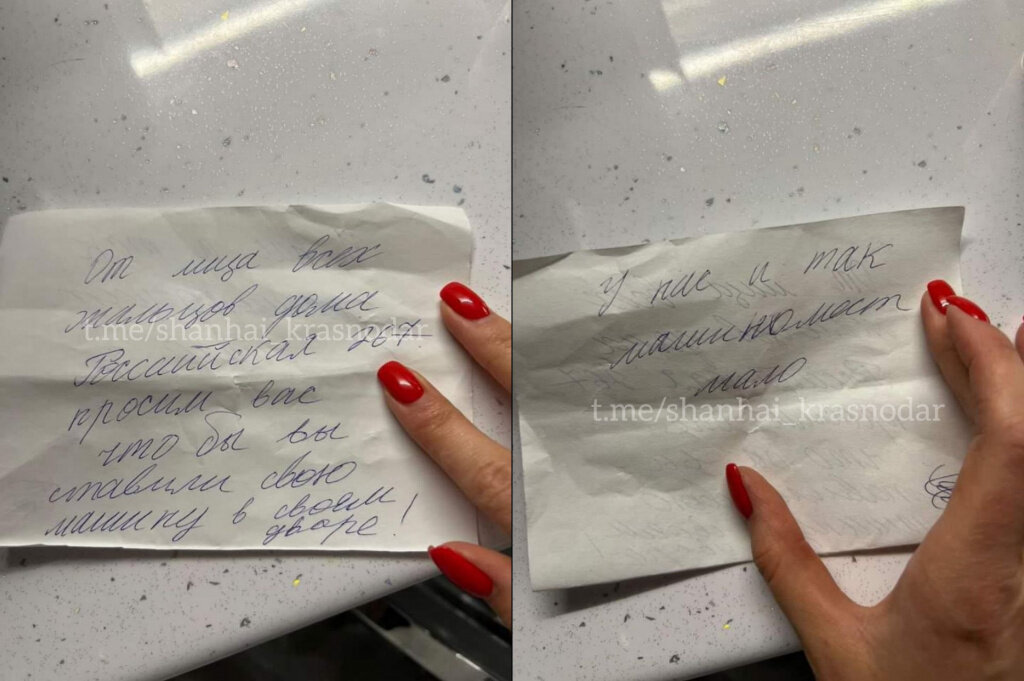 От лица всех
жильцов дома
t.me/shanhai_krasnodar
Российская 267
просим вас
что бы вы
ставили свою
машину в своём
дворе!
У нас и так
машиномест
мало
t.me/shanhai_krasnodar